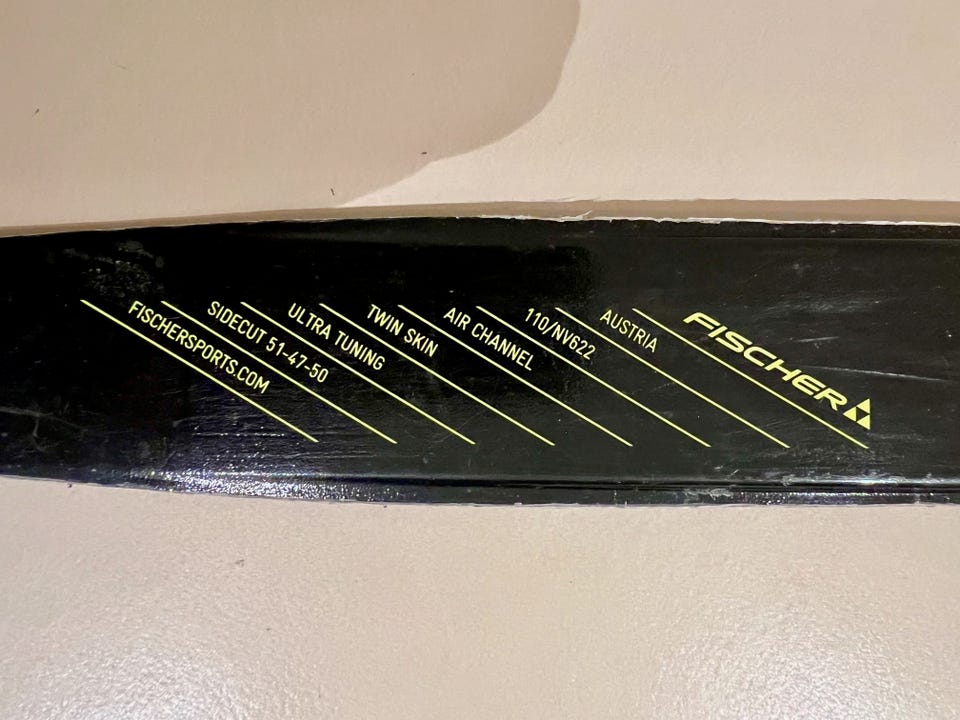 FISCHERSPORTS.COM
SIDECUT 51-47-50
ULTRA TUNING
TWIN SKIN
AIR CHANNEL
110/NV622
AUSTRIA
FISCHER